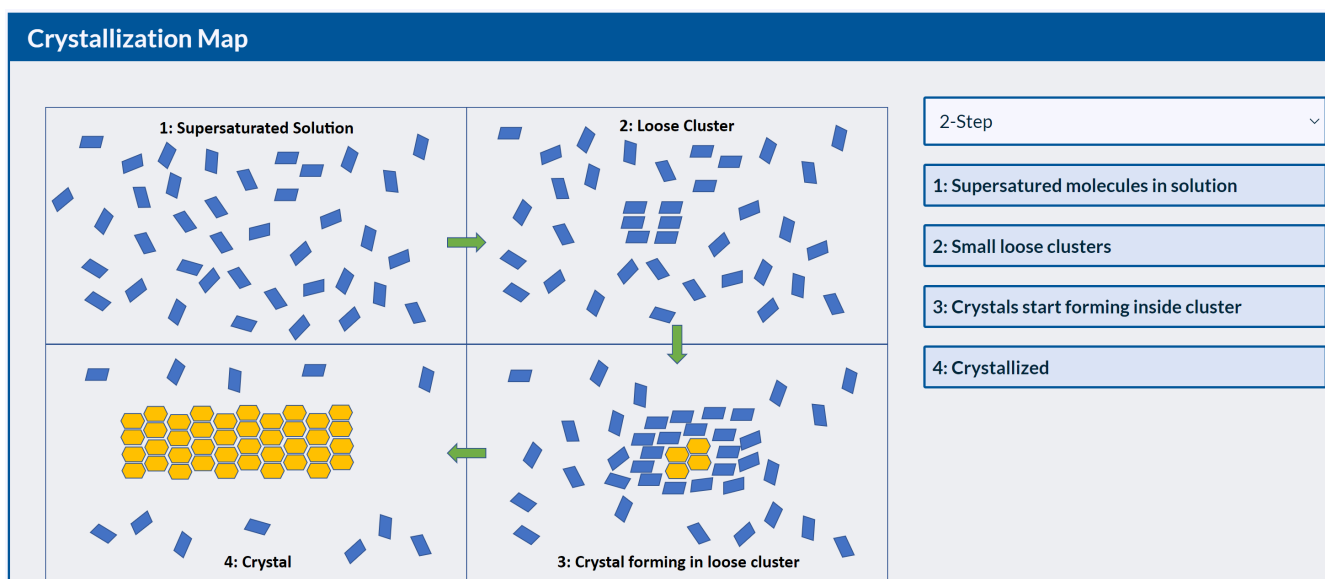 Crystallization Map
1: Supersaturated Solution
2: Loose Cluster
4: Crystal
3: Crystal forming in loose cluster
2-Step
1: Supersatured molecules in solution
2: Small loose clusters
3: Crystals start forming inside cluster
4: Crystallized